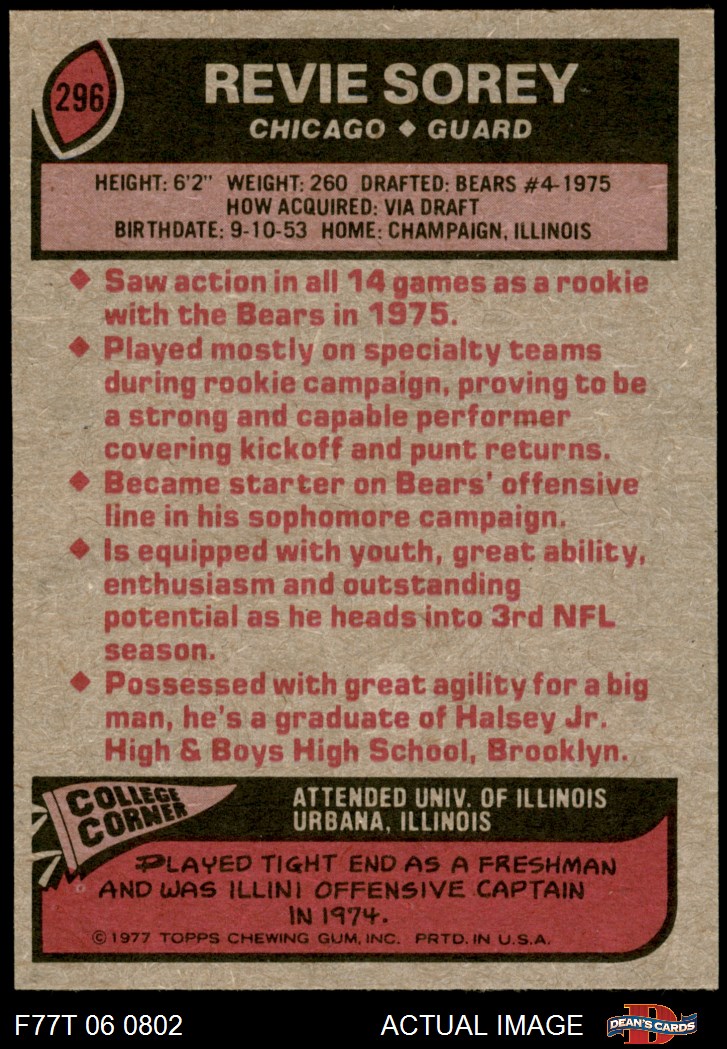 296
REVIE SOREY
CHICAGO ◆ GUARD
HEIGHT: 6'2" WEIGHT: 260 DRAFTED: BEARS #4-1975
HOW ACQUIRED: VIA DRAFT
BIRTHDATE: 9-10-53 HOME: CHAMPAIGN, ILLINOIS
◆ Saw action in all 14 games as a rookie
with the Bears in 1975.
◆ Played mostly on specialty teams
during rookie campaign, proving to be
a strong and capable performer
covering kickoff and punt returns.
◆ Became starter on Bears' offensive
line in his sophomore campaign.
◆ Is equipped with youth, great ability,
enthusiasm and outstanding
potential as he heads into 3rd NFL
season.
◆ Possessed with great agility for a big
man, he's a graduate of Halsey Jr.
High & Boys High School, Brooklyn.
COLLEGE
CORNER
ATTENDED UNIV. OF ILLINOIS
URBANA, ILLINOIS
PLAYED TIGHT END AS A FRESHMAN
AND WAS ILLINI OFFENSIVE CAPTAIN
IN 1974.
© 1977 TOPPS CHEWING GUM, INC. PRTD. IN U.S.A.
F77T 06 0802
ACTUAL IMAGE
D
DEAN'S CARDS